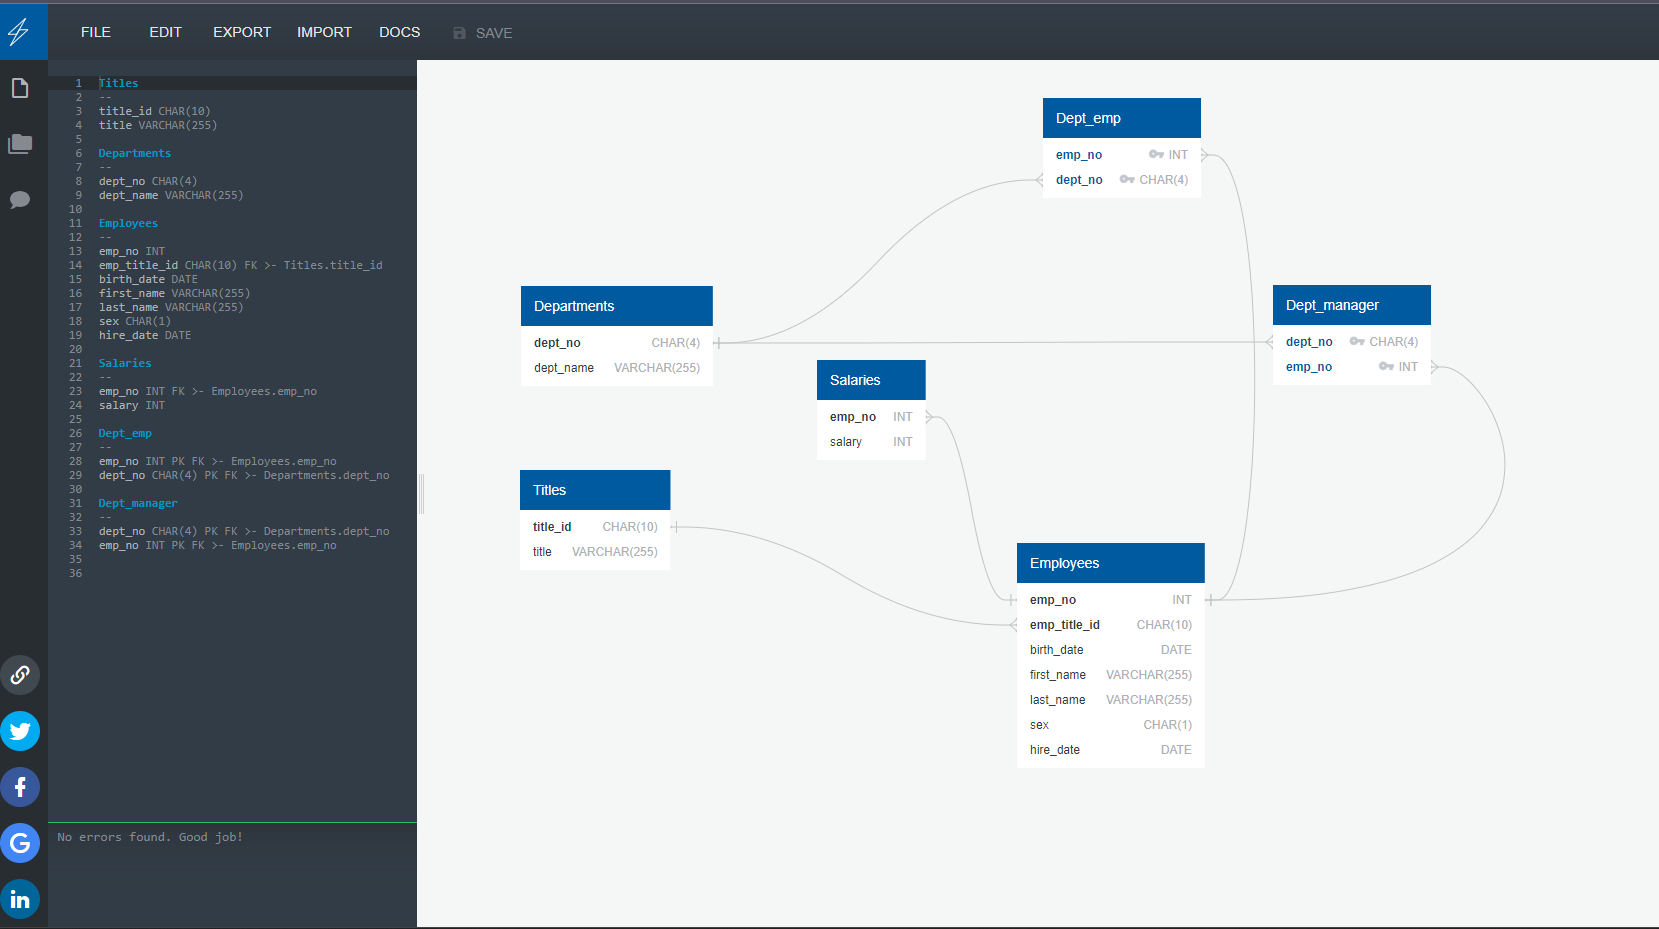 FILE EDIT EXPORT IMPORT DOCS SAVE
1 Titles
2 --
3 title_id CHAR(10)
4 title VARCHAR(255)
5
6 Departments
7 --
8 dept_no CHAR(4)
9 dept_name VARCHAR(255)
10
11 Employees
12 --
13 emp_no INT
14 emp_title_id CHAR(10) FK >- Titles.title_id
15 birth_date DATE
16 first_name VARCHAR(255)
17 last_name VARCHAR(255)
18 sex CHAR(1)
19 hire_date DATE
20
21 Salaries
22 --
23 emp_no INT FK >- Employees.emp_no
24 salary INT
25
26 Dept_emp
27 --
28 emp_no INT PK FK >- Employees.emp_no
29 dept_no CHAR(4) PK FK >- Departments.dept_no
30
31 Dept_manager
32 --
33 dept_no CHAR(4) PK FK >- Departments.dept_no
34 emp_no INT PK FK >- Employees.emp_no
35
36
No errors found. Good job!
Dept_emp
emp_no INT
dept_no CHAR(4)
Departments
dept_no CHAR(4)
dept_name VARCHAR(255)
Dept_manager
dept_no CHAR(4)
emp_no INT
Salaries
emp_no INT
salary INT
Titles
title_id CHAR(10)
title VARCHAR(255)
Employees
emp_no INT
emp_title_id CHAR(10)
birth_date DATE
first_name VARCHAR(255)
last_name VARCHAR(255)
sex CHAR(1)
hire_date DATE
f
G
in